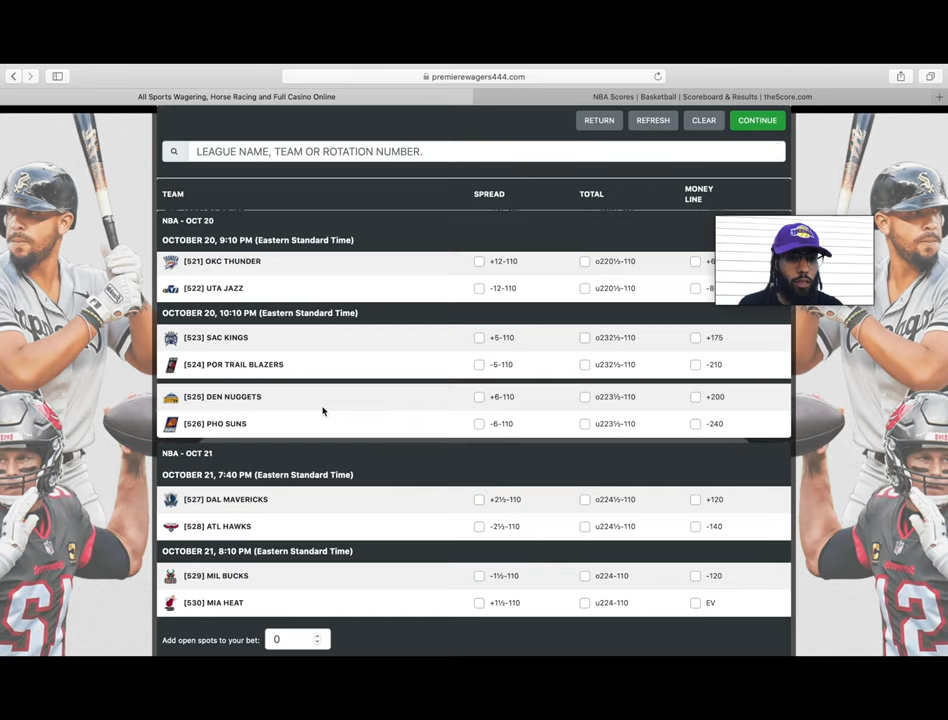 premierewagers444.com
All Sports Wagering, Horse Racing and Full Casino Online
NBA Scores | Basketball | Scoreboard & Results | theScore.com
RETURN REFRESH CLEAR CONTINUE
LEAGUE NAME, TEAM OR ROTATION NUMBER.
TEAM SPREAD TOTAL MONEY LINE
NBA - OCT 20
OCTOBER 20, 9:10 PM (Eastern Standard Time)
[521] OKC THUNDER +12-110 o220½-110
[522] UTA JAZZ -12-110 u220½-110
OCTOBER 20, 10:10 PM (Eastern Standard Time)
[523] SAC KINGS +5-110 o232½-110 +175
[524] POR TRAIL BLAZERS -5-110 u232½-110 -210
[525] DEN NUGGETS +6-110 o223½-110 +200
[526] PHO SUNS -6-110 u223½-110 -240
NBA - OCT 21
OCTOBER 21, 7:40 PM (Eastern Standard Time)
[527] DAL MAVERICKS +2½-110 o224½-110 +120
[528] ATL HAWKS -2½-110 u224½-110 -140
OCTOBER 21, 8:10 PM (Eastern Standard Time)
[529] MIL BUCKS -1½-110 o224-110 -120
[530] MIA HEAT +1½-110 u224-110 EV
Add open spots to your bet: 0